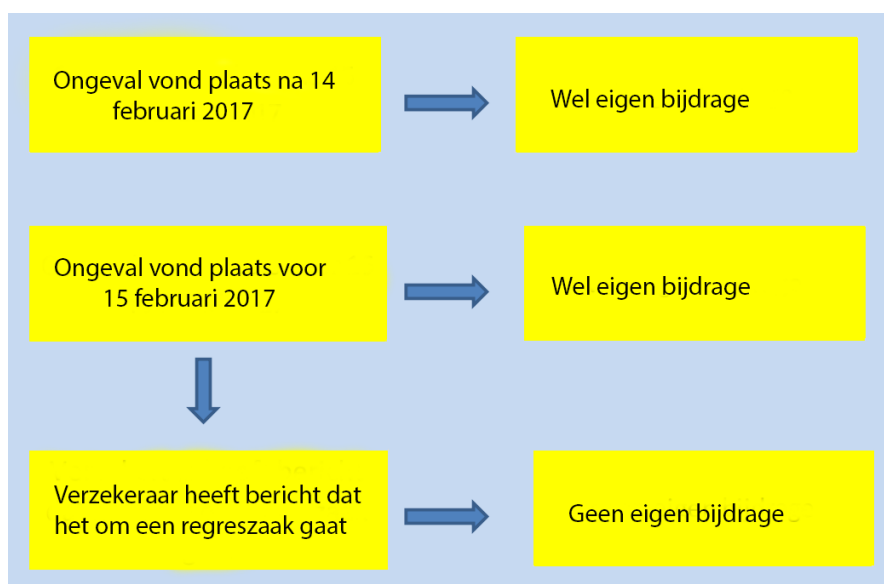 Ongeval vond plaats na 14
februari 2017
Wel eigen bijdrage
Ongeval vond plaats voor
15 februari 2017
Wel eigen bijdrage
Verzekeraar heeft bericht dat
het om een regreszaak gaat
Geen eigen bijdrage